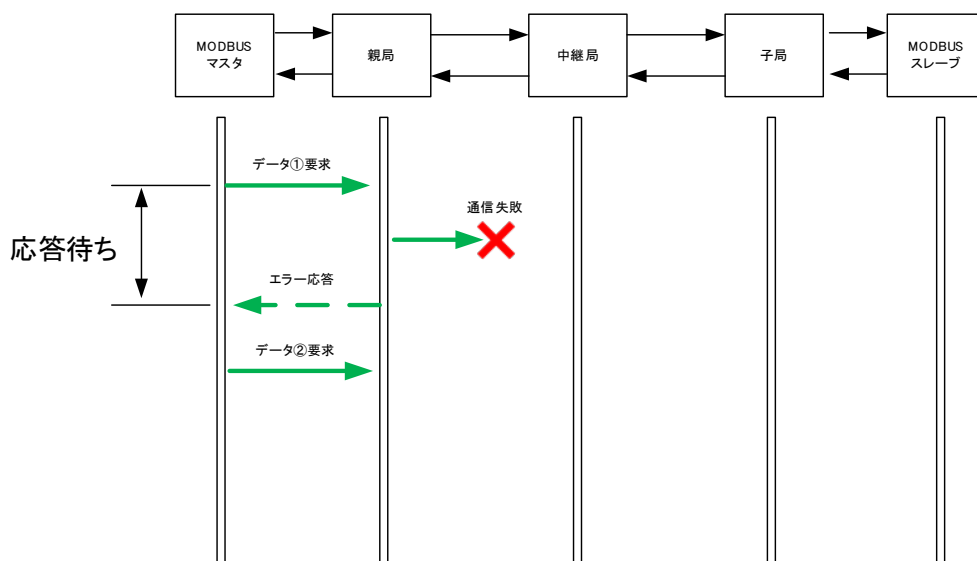 MODBUS
マスタ
親局
中継局
子局
MODBUS
スレーブ
データ①要求
通信失敗
応答待ち
エラー応答
データ②要求